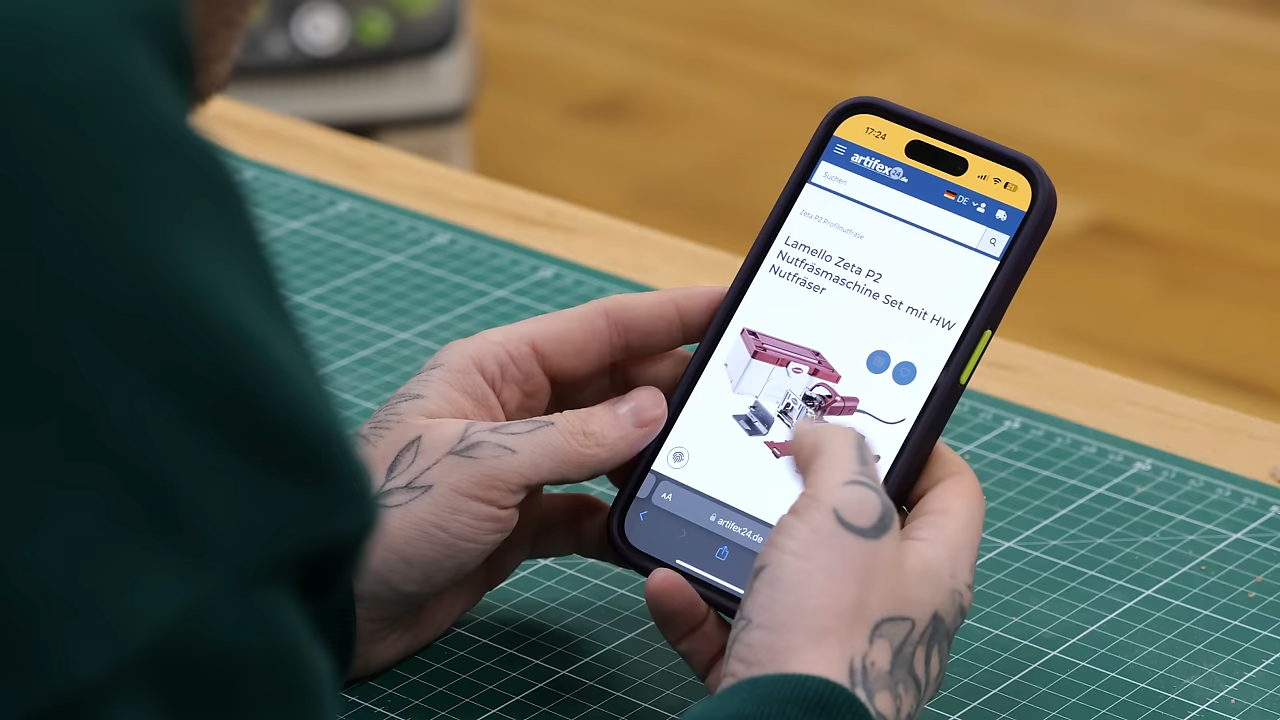 17:24
artifex24.de
DE
Suchen
Zeta P2 Profilnutfräse
Lamello Zeta P2
Nutfräsmaschine Set mit HW
Nutfräser
AA
artifex24.de